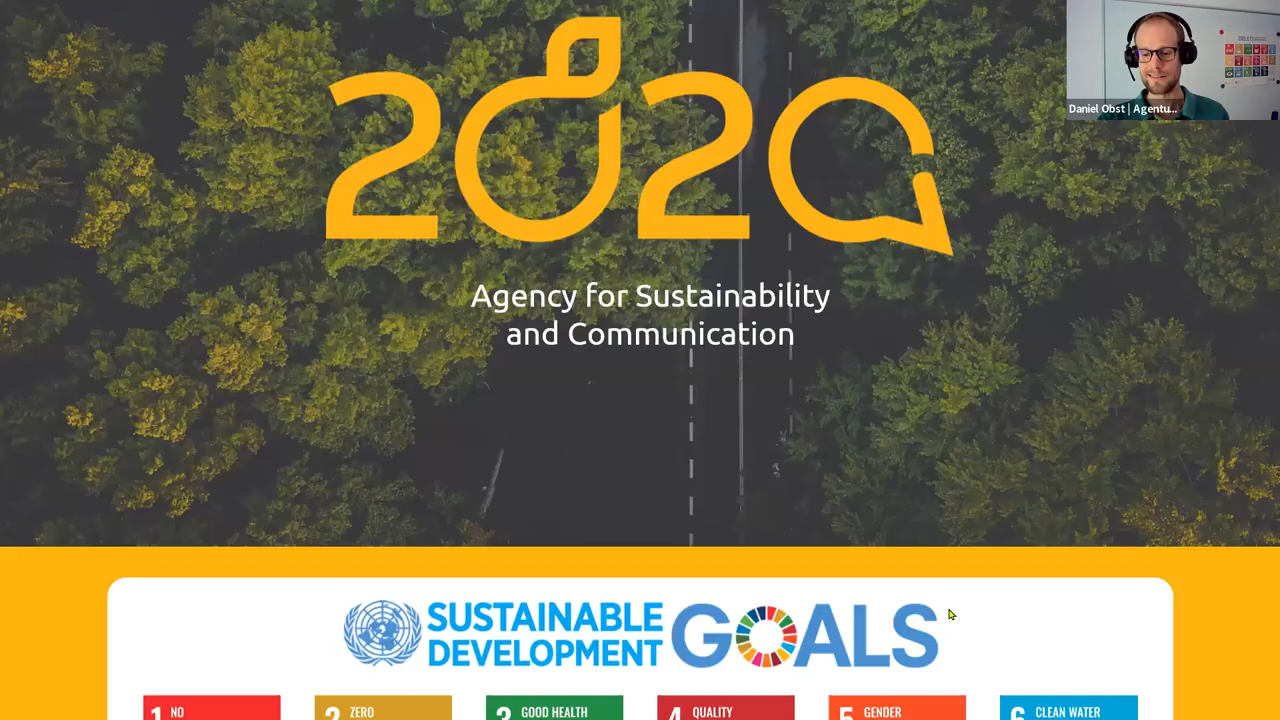 2020
Agency for Sustainability
and Communication
Daniel Obst | Agentu...
SUSTAINABLE
DEVELOPMENT
GOALS
1 NO
2 ZERO
3 GOOD HEALTH
4 QUALITY
5 GENDER
6 CLEAN WATER